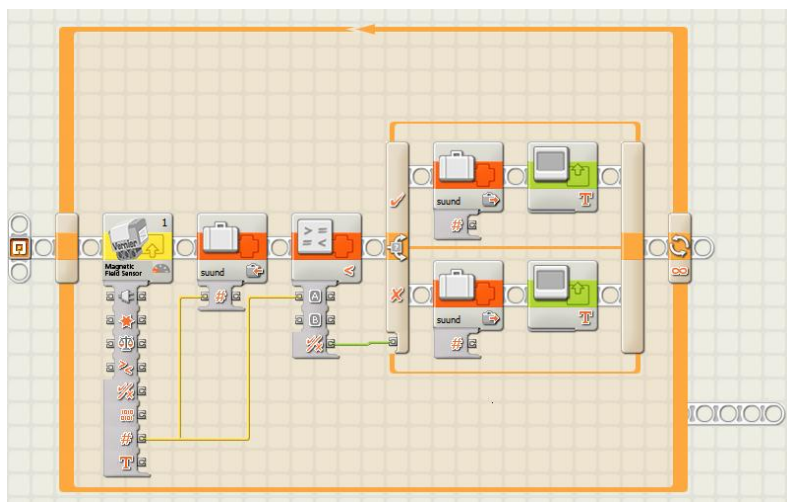 1
Vernier
Magnetic
Field Sensor
suund
<
#
A
B
#
T
suund
#
T
suund
#
T